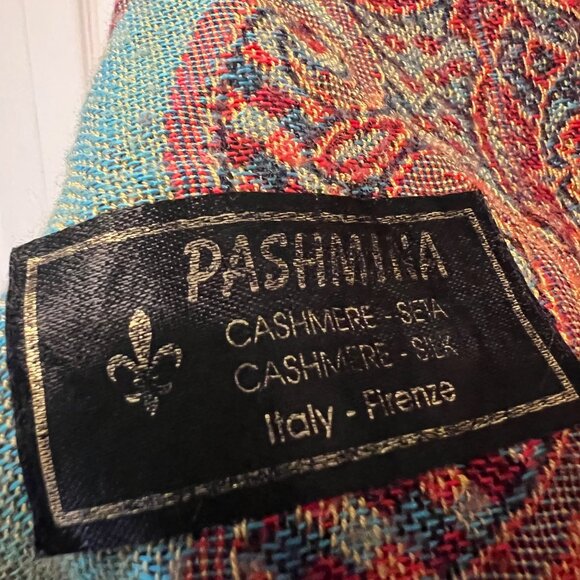 PASHMINA
CASHMERE - SETA
CASHMERE - SILK
Italy - Firenze